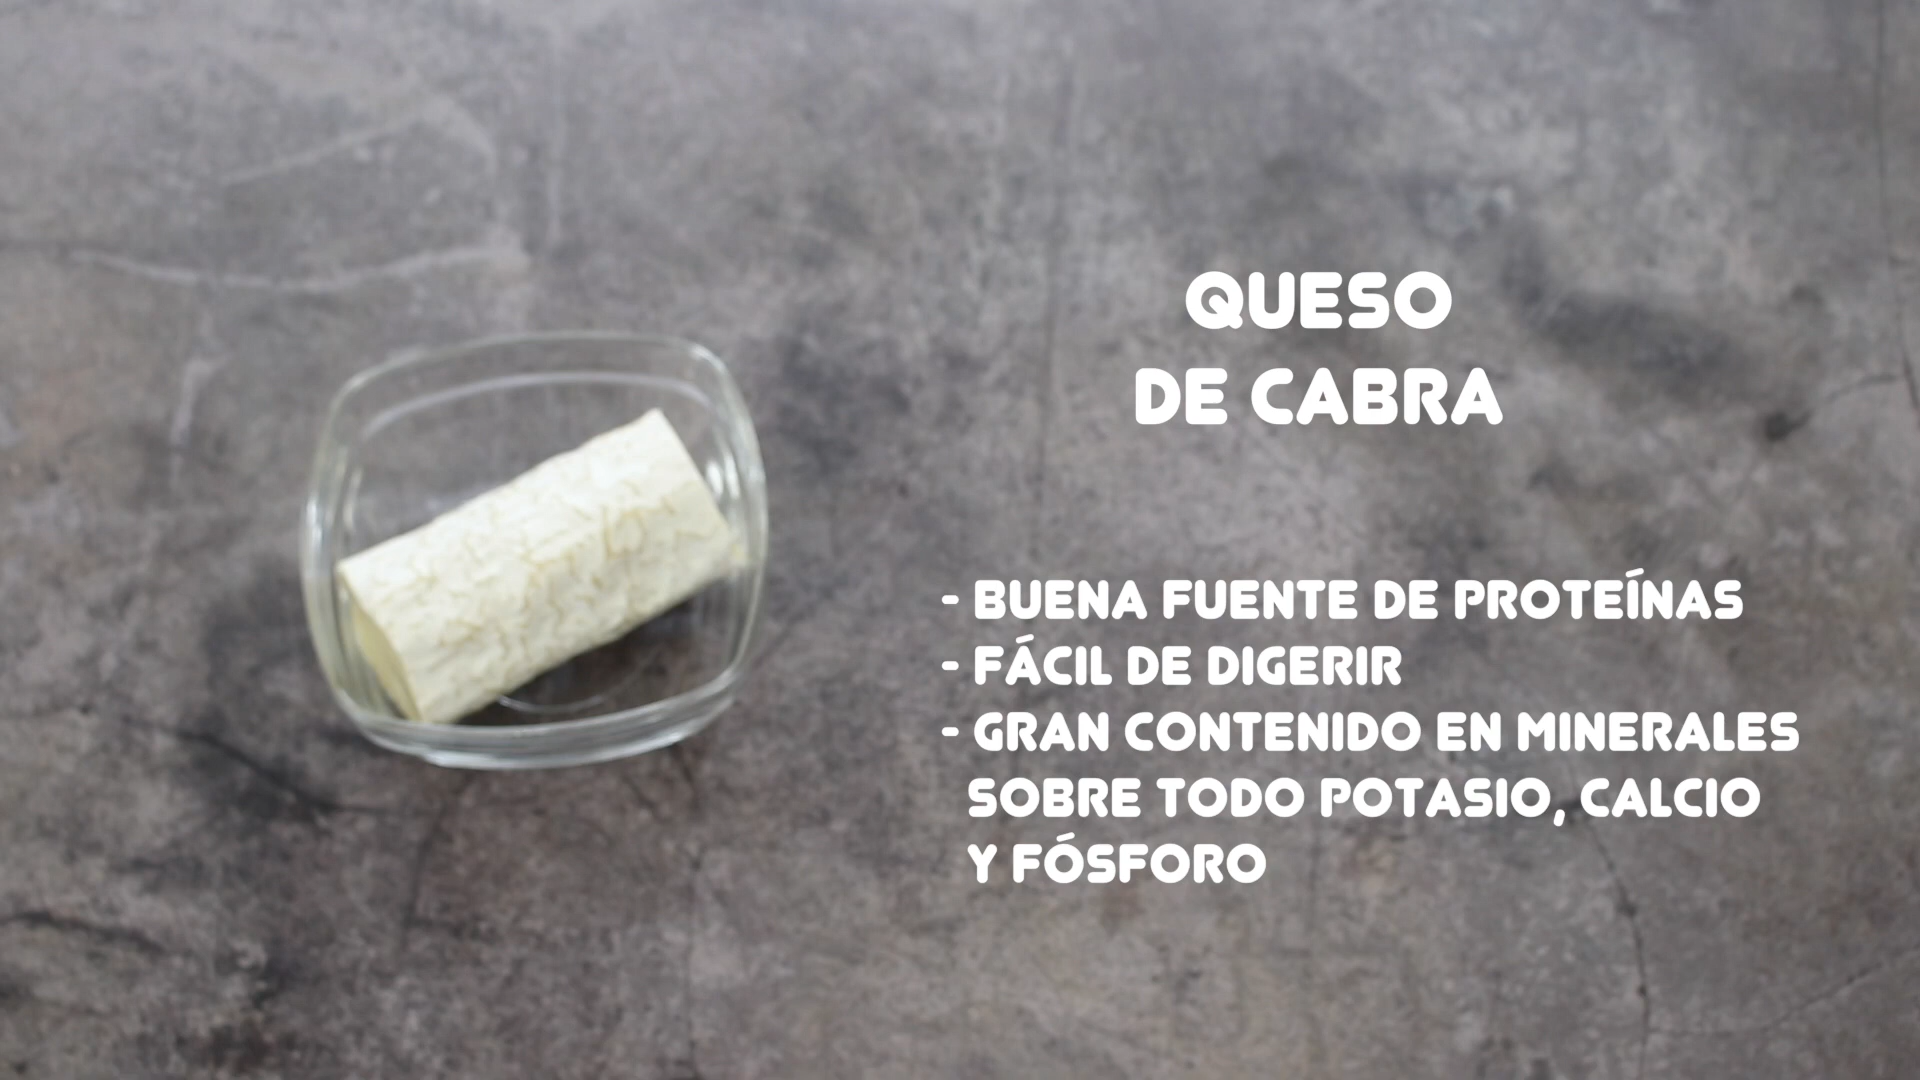 QUESO
DE CABRA
- BUENA FUENTE DE PROTEÍNAS
- FÁCIL DE DIGERIR
- GRAN CONTENIDO EN MINERALES
SOBRE TODO POTASIO, CALCIO
Y FÓSFORO